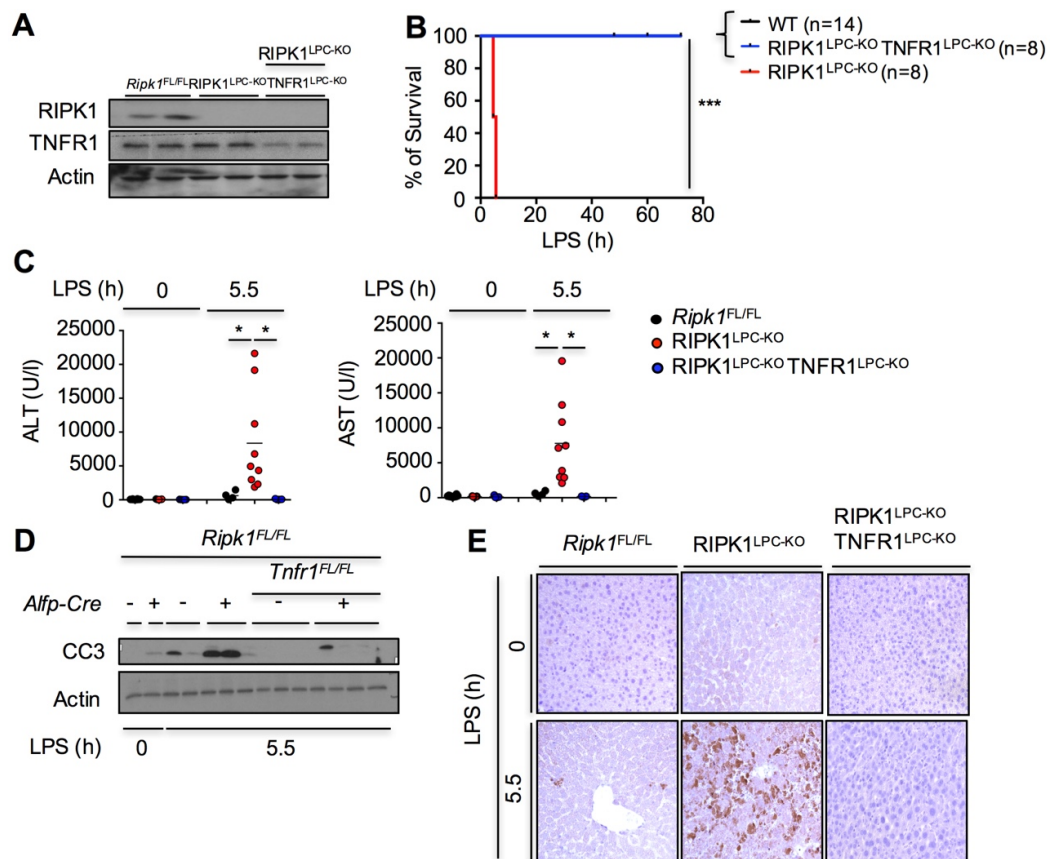 A
RIPK1LPC-KO
Ripk1FL/FL RIPK1LPC-KO TNFR1LPC-KO
RIPK1
TNFR1
Actin
B
% of Survival
100
80
60
40
20
0
0 20 40 60 80
LPS (h)
***
WT (n=14)
RIPK1LPC-KO TNFR1LPC-KO (n=8)
RIPK1LPC-KO (n=8)
C
LPS (h) 0 5.5
ALT (U/l)
25000
20000
15000
10000
5000
0
* *
LPS (h) 0 5.5
AST (U/l)
25000
20000
15000
10000
5000
0
* *
Ripk1FL/FL
RIPK1LPC-KO
RIPK1LPC-KO TNFR1LPC-KO
D
Ripk1FL/FL
Tnfr1FL/FL
Alfp-Cre - + - + - +
CC3
Actin
LPS (h) 0 5.5
E
Ripk1FL/FL RIPK1LPC-KO RIPK1LPC-KO
TNFR1LPC-KO
LPS (h)
0
5.5